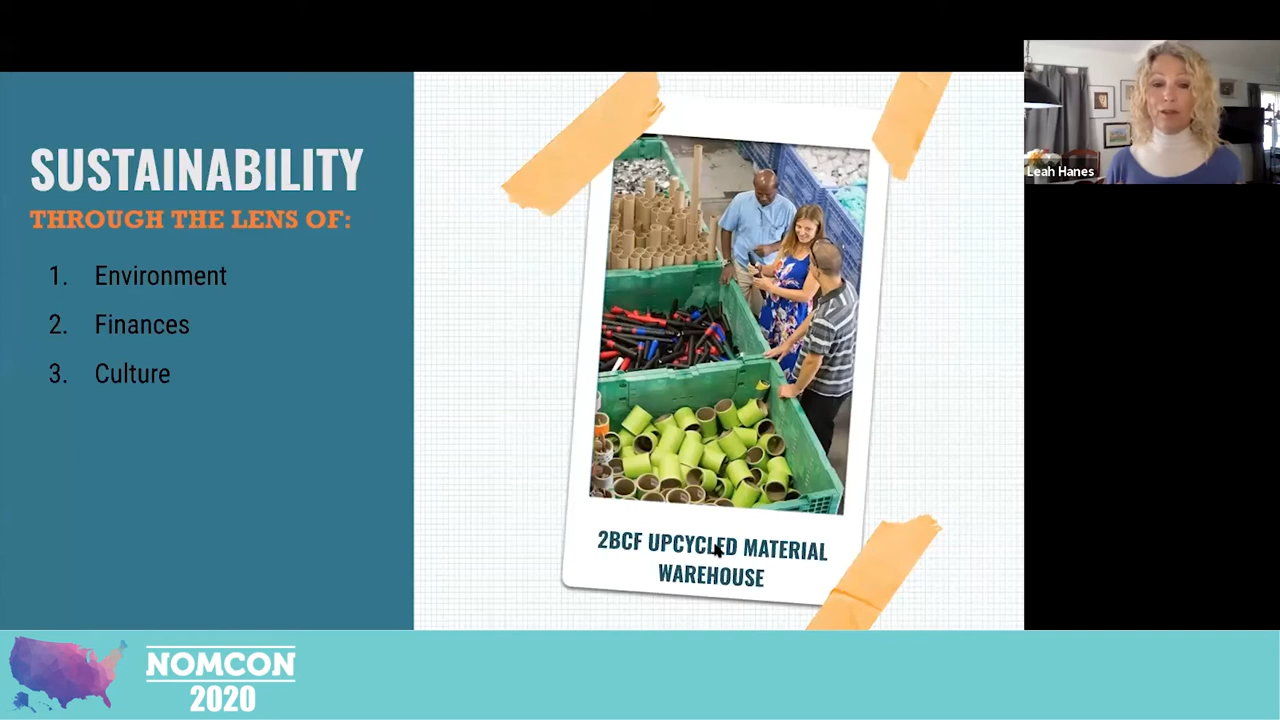 SUSTAINABILITY
THROUGH THE LENS OF:
1. Environment
2. Finances
3. Culture
2BCF UPCYCLED MATERIAL
WAREHOUSE
Leah Hanes
NOMCON
2020